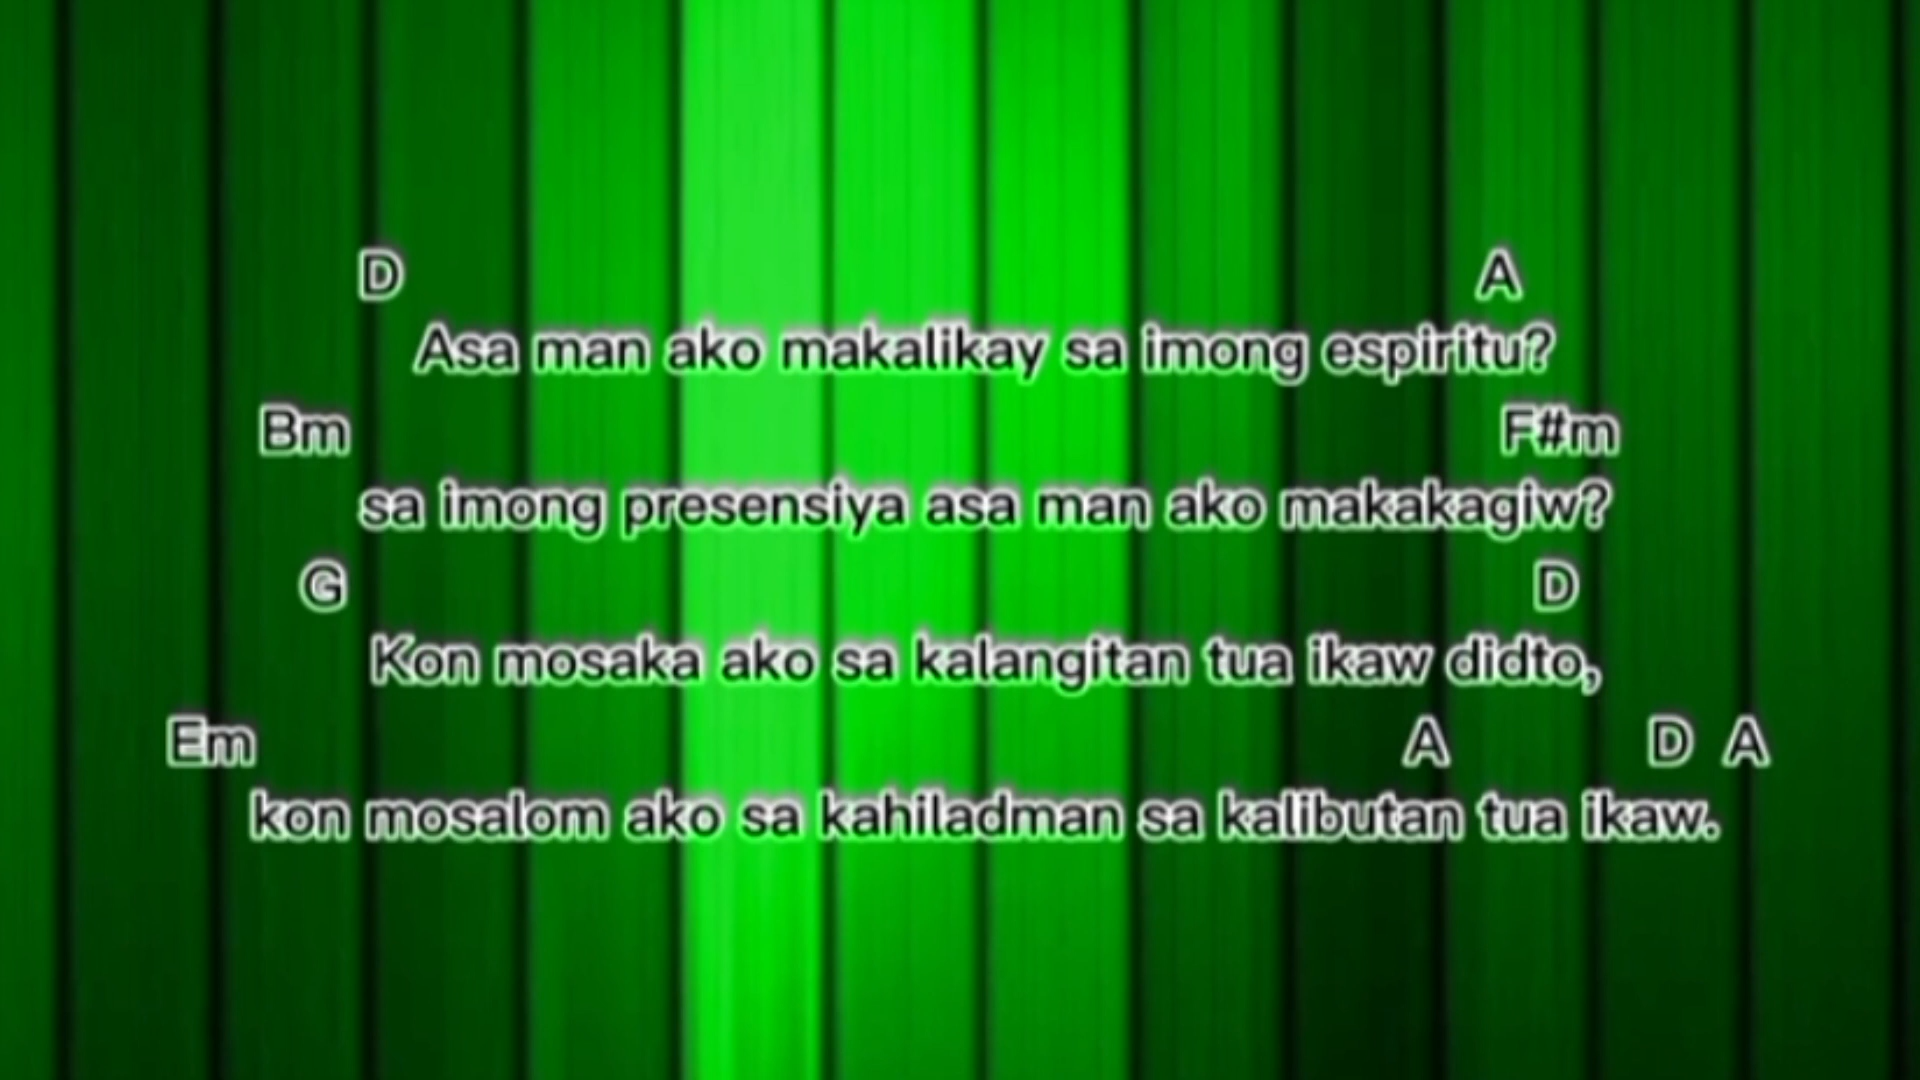 D A
Asa man ako makalikay sa imong espiritu?
Bm F#m
sa imong presensiya asa man ako makakagiw?
G D
Kon mosaka ako sa kalangitan tua ikaw didto,
Em A D A
kon mosalom ako sa kahiladman sa kalibutan tua ikaw.